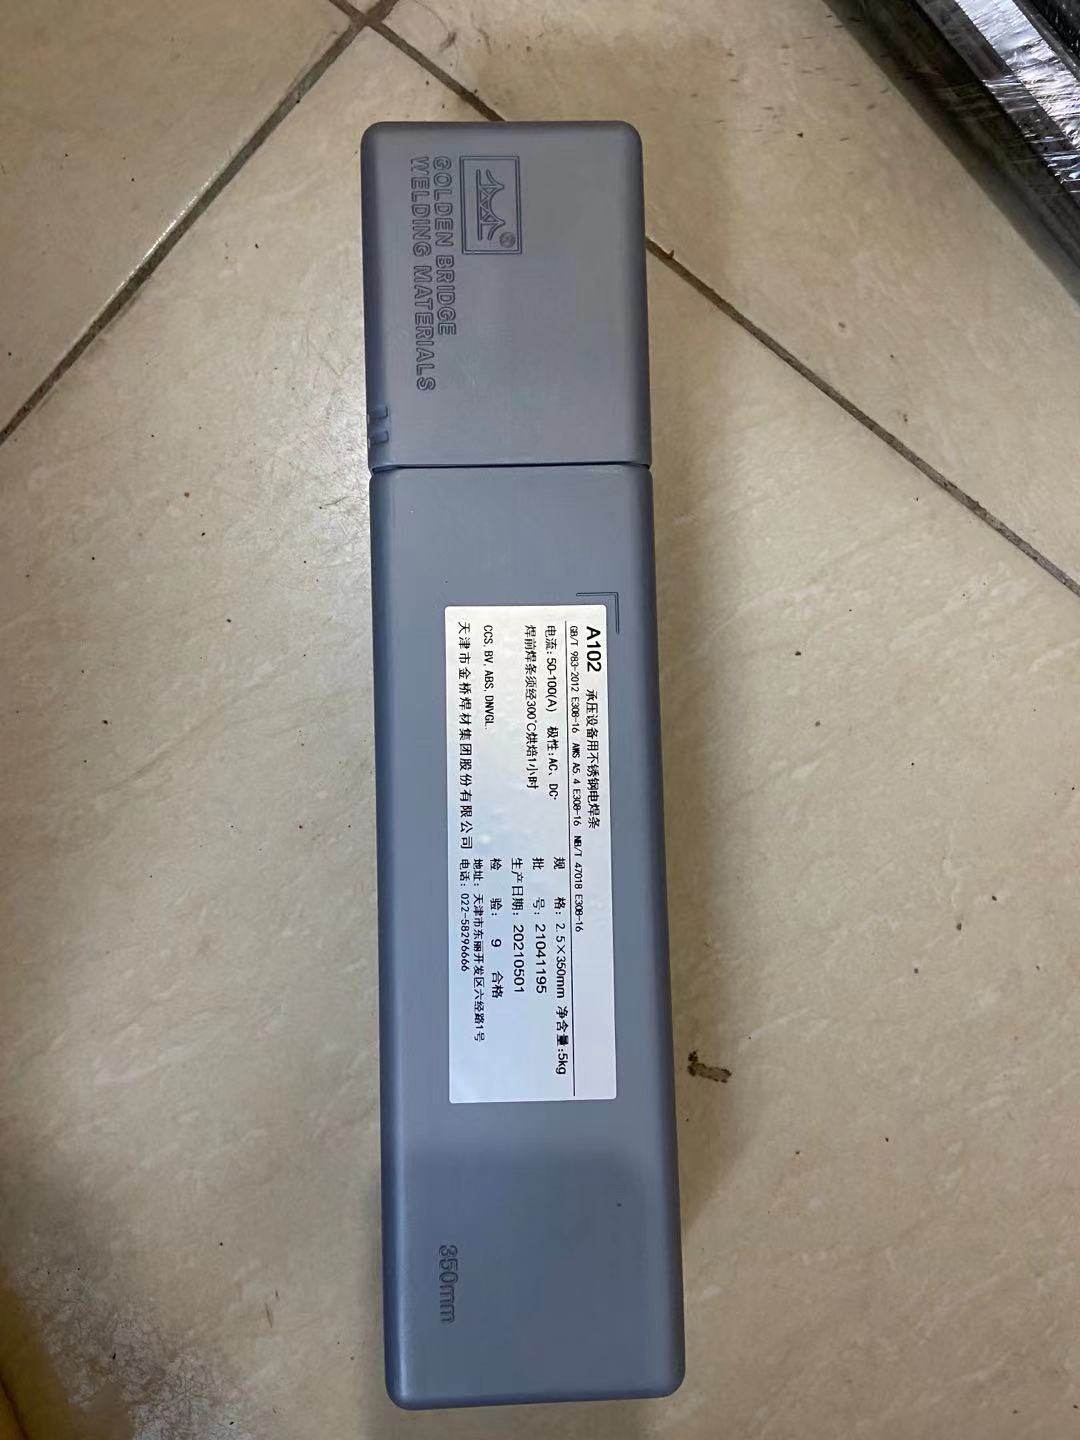 GOLDEN BRIDGE
WELDING MATERIALS
A102 承压设备用不锈钢电焊条
GB/T 983-2012 E308-16 AWS A5.4 E308-16 NB/T 47018 E308-16
电流:50-100(A) 极性:AC、DC+
焊前焊条须经300℃烘焙1小时
CCS、BV、ABS、DNVGL.
天津市金桥焊材集团股份有限公司
规 格:2.5×350mm 净含量:5kg
批 号:21041195
生产日期:20210501
检 验:9 合格
地址:天津市东丽开发区六经路1号
电话:022-58296666
350mm